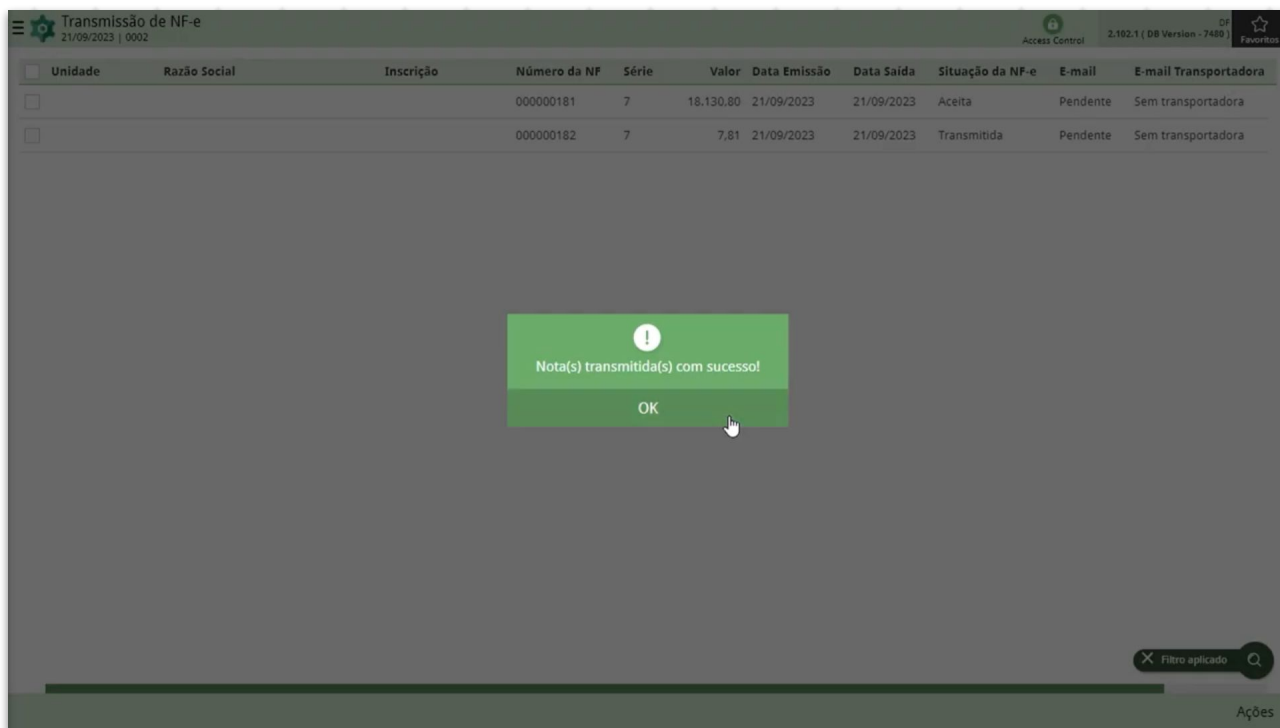 Transmissão de NF-e
21/09/2023 | 0002
Access Control
DF
2.102.1 ( DB Version - 7480 )
Favoritos
Unidade Razão Social Inscrição Número da NF Série Valor Data Emissão Data Saída Situação da NF-e E-mail E-mail Transportadora
000000181 7 18.130,80 21/09/2023 21/09/2023 Aceita Pendente Sem transportadora
000000182 7 7,81 21/09/2023 21/09/2023 Transmitida Pendente Sem transportadora
Nota(s) transmitida(s) com sucesso!
OK
Filtro aplicado
Ações